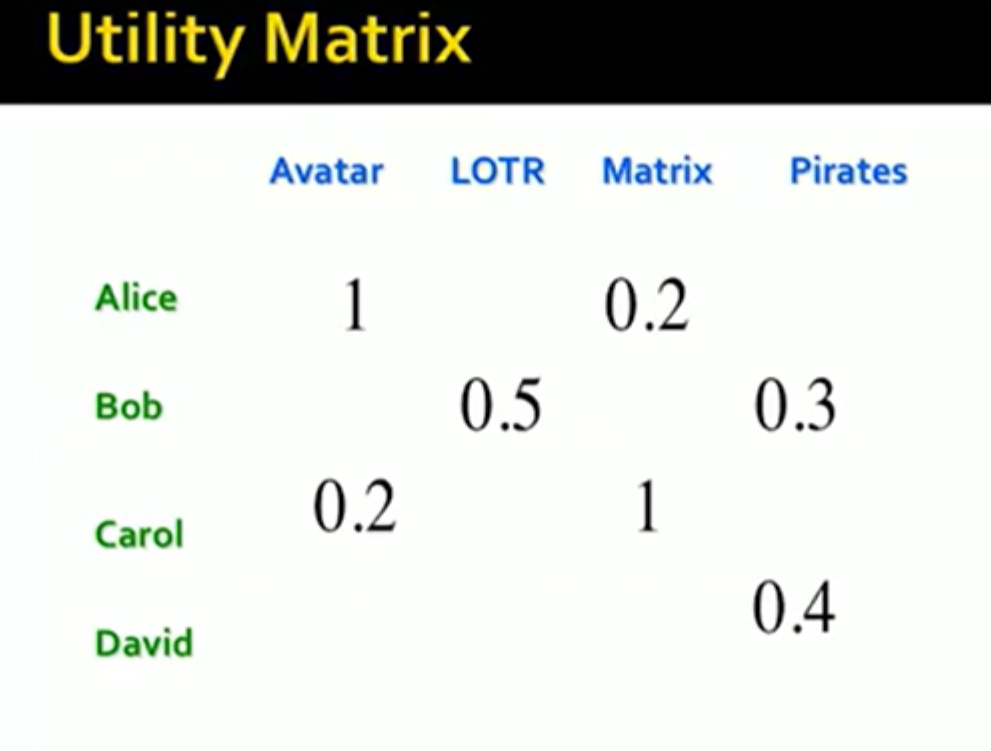 Utility Matrix
Avatar LOTR Matrix Pirates
Alice 1 0.2
Bob 0.5 0.3
Carol 0.2 1
David 0.4